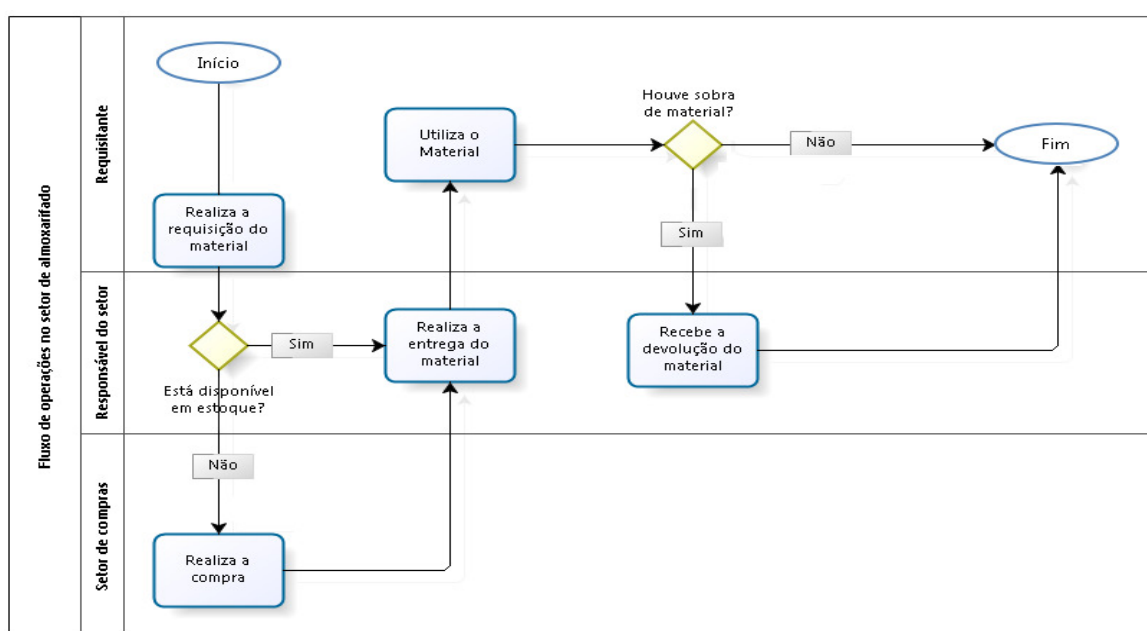 Fluxo de operações no setor de almoxarifado
Requisitante
Início
Realiza a
requisição do
material
Utiliza o
Material
Houve sobra
de material?
Não
Fim
Sim
Responsável do setor
Está disponível
em estoque?
Sim
Realiza a
entrega do
material
Recebe a
devolução do
material
Setor de compras
Não
Realiza a
compra